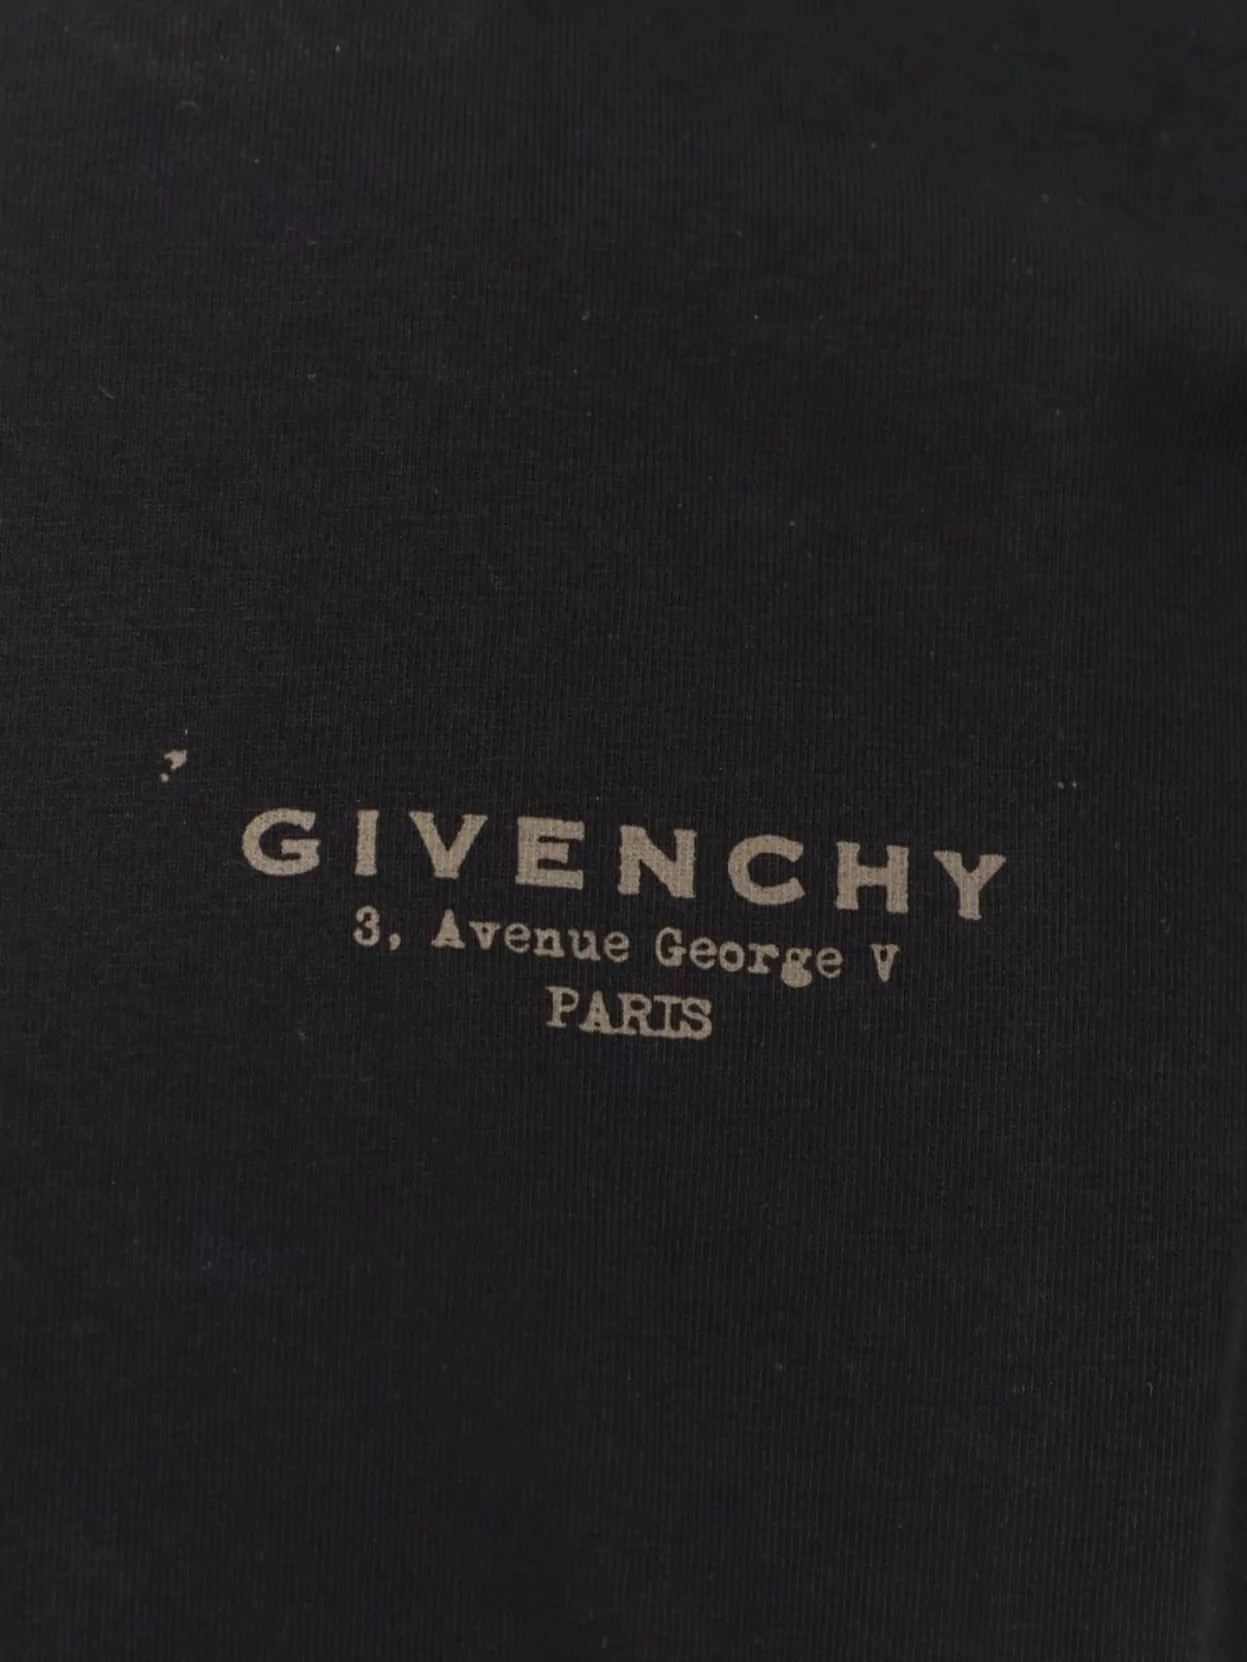 GIVENCHY
3, Avenue George V
PARIS